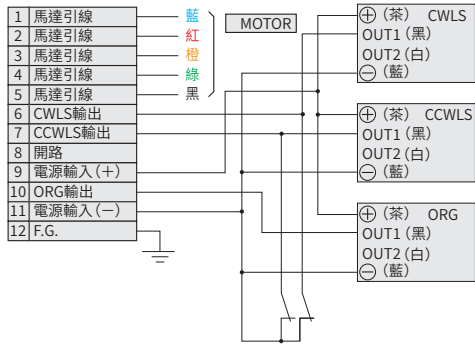 1 馬達引線 藍
2 馬達引線 紅
3 馬達引線 橙
4 馬達引線 綠
5 馬達引線 黑
6 CWLS輸出
7 CCWLS輸出
8 開路
9 電源輸入(+)
10 ORG輸出
11 電源輸入(−)
12 F.G.
MOTOR
⊕(茶) CWLS
OUT1(黑)
OUT2(白)
⊖(藍)
⊕(茶) CCWLS
OUT1(黑)
OUT2(白)
⊖(藍)
⊕(茶) ORG
OUT1(黑)
OUT2(白)
⊖(藍)